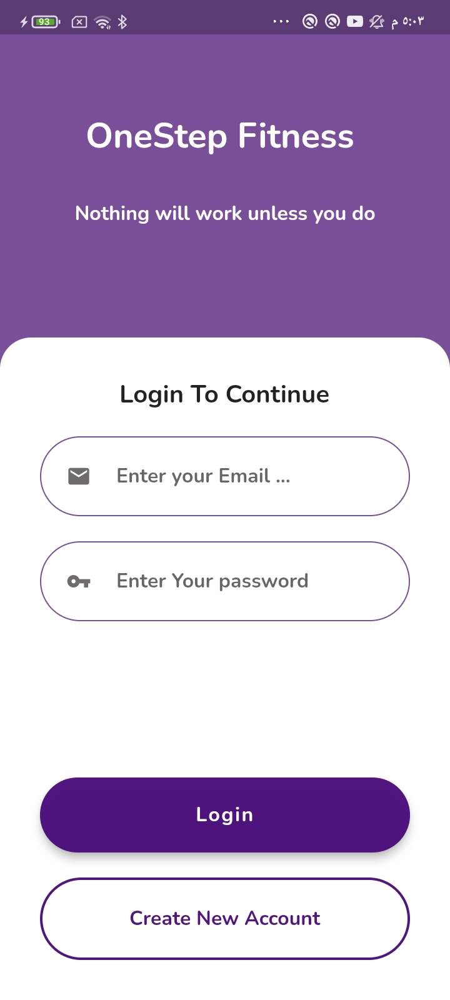 93 ... ٥:٠٣ م
OneStep Fitness
Nothing will work unless you do
Login To Continue
Enter your Email ...
Enter Your password
Login
Create New Account